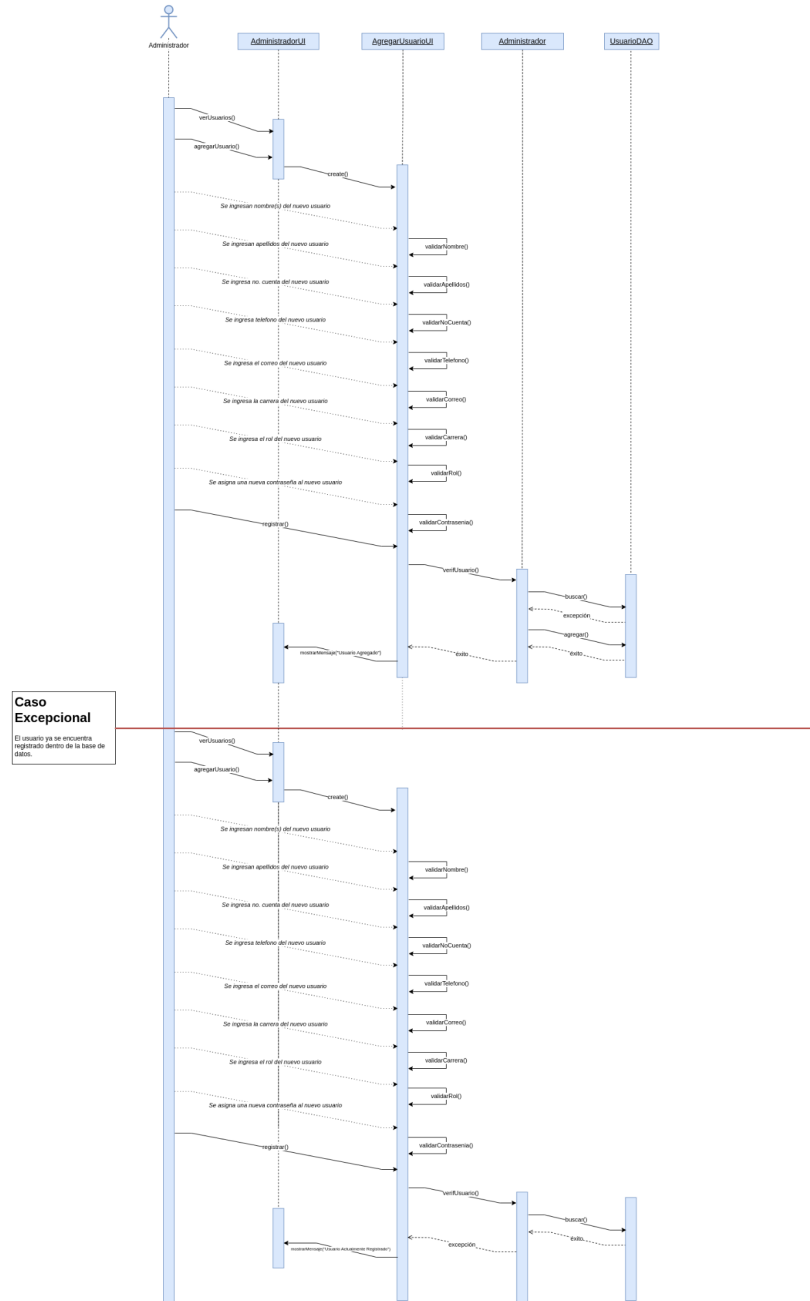 Administrador
AdministradorUI
AgregarUsuarioUI
Administrador
UsuarioDAO
verUsuarios()
agregarUsuario()
create()
Se ingresan nombre(s) del nuevo usuario
Se ingresan apellidos del nuevo usuario
validarNombre()
Se ingresa no. cuenta del nuevo usuario
validarApellidos()
Se ingresa telefono del nuevo usuario
validarNoCuenta()
Se ingresa el correo del nuevo usuario
validarTelefono()
Se ingresa la carrera del nuevo usuario
validarCorreo()
Se ingresa el rol del nuevo usuario
validarCarrera()
Se asigna una nueva contraseña al nuevo usuario
validarRol()
registrar()
validarContrasenia()
verifUsuario()
buscar()
excepción
agregar()
mostrarMensaje("Usuario Agregado")
éxito
éxito
Caso
Excepcional
El usuario ya se encuentra
registrado dentro de la base de
datos.
verUsuarios()
agregarUsuario()
create()
Se ingresan nombre(s) del nuevo usuario
Se ingresan apellidos del nuevo usuario
validarNombre()
Se ingresa no. cuenta del nuevo usuario
validarApellidos()
Se ingresa telefono del nuevo usuario
validarNoCuenta()
Se ingresa el correo del nuevo usuario
validarTelefono()
Se ingresa la carrera del nuevo usuario
validarCorreo()
Se ingresa el rol del nuevo usuario
validarCarrera()
Se asigna una nueva contraseña al nuevo usuario
validarRol()
registrar()
validarContrasenia()
verifUsuario()
buscar()
éxito
excepción
mostrarMensaje("Usuario Actualmente Registrado")